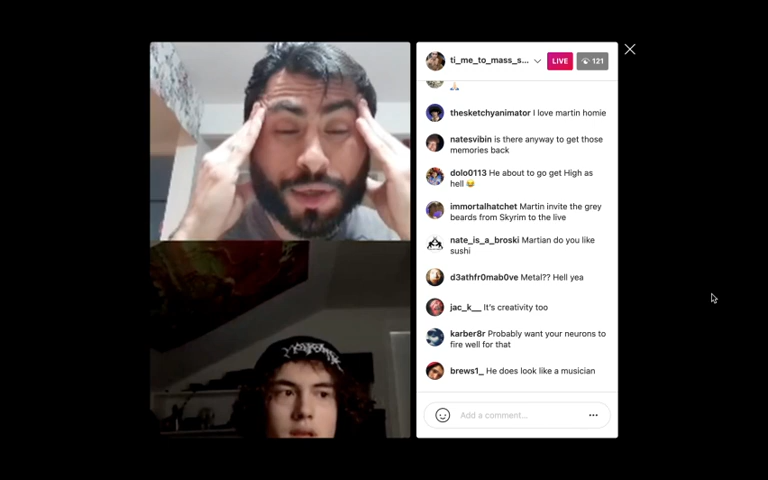 ti_me_to_mass_s...
LIVE
121
thesketchyanimator I love martin homie
natesvibin is there anyway to get those
memories back
dolo0113 He about to go get High as
hell 😂
immortalhatchet Martin invite the grey
beards from Skyrim to the live
nate_is_a_broski Martian do you like
sushi
d3athfr0mab0ve Metal?? Hell yea
jac_k__ It's creativity too
karber8r Probably want your neurons to
fire well for that
brews1_ He does look like a musician
Add a comment...